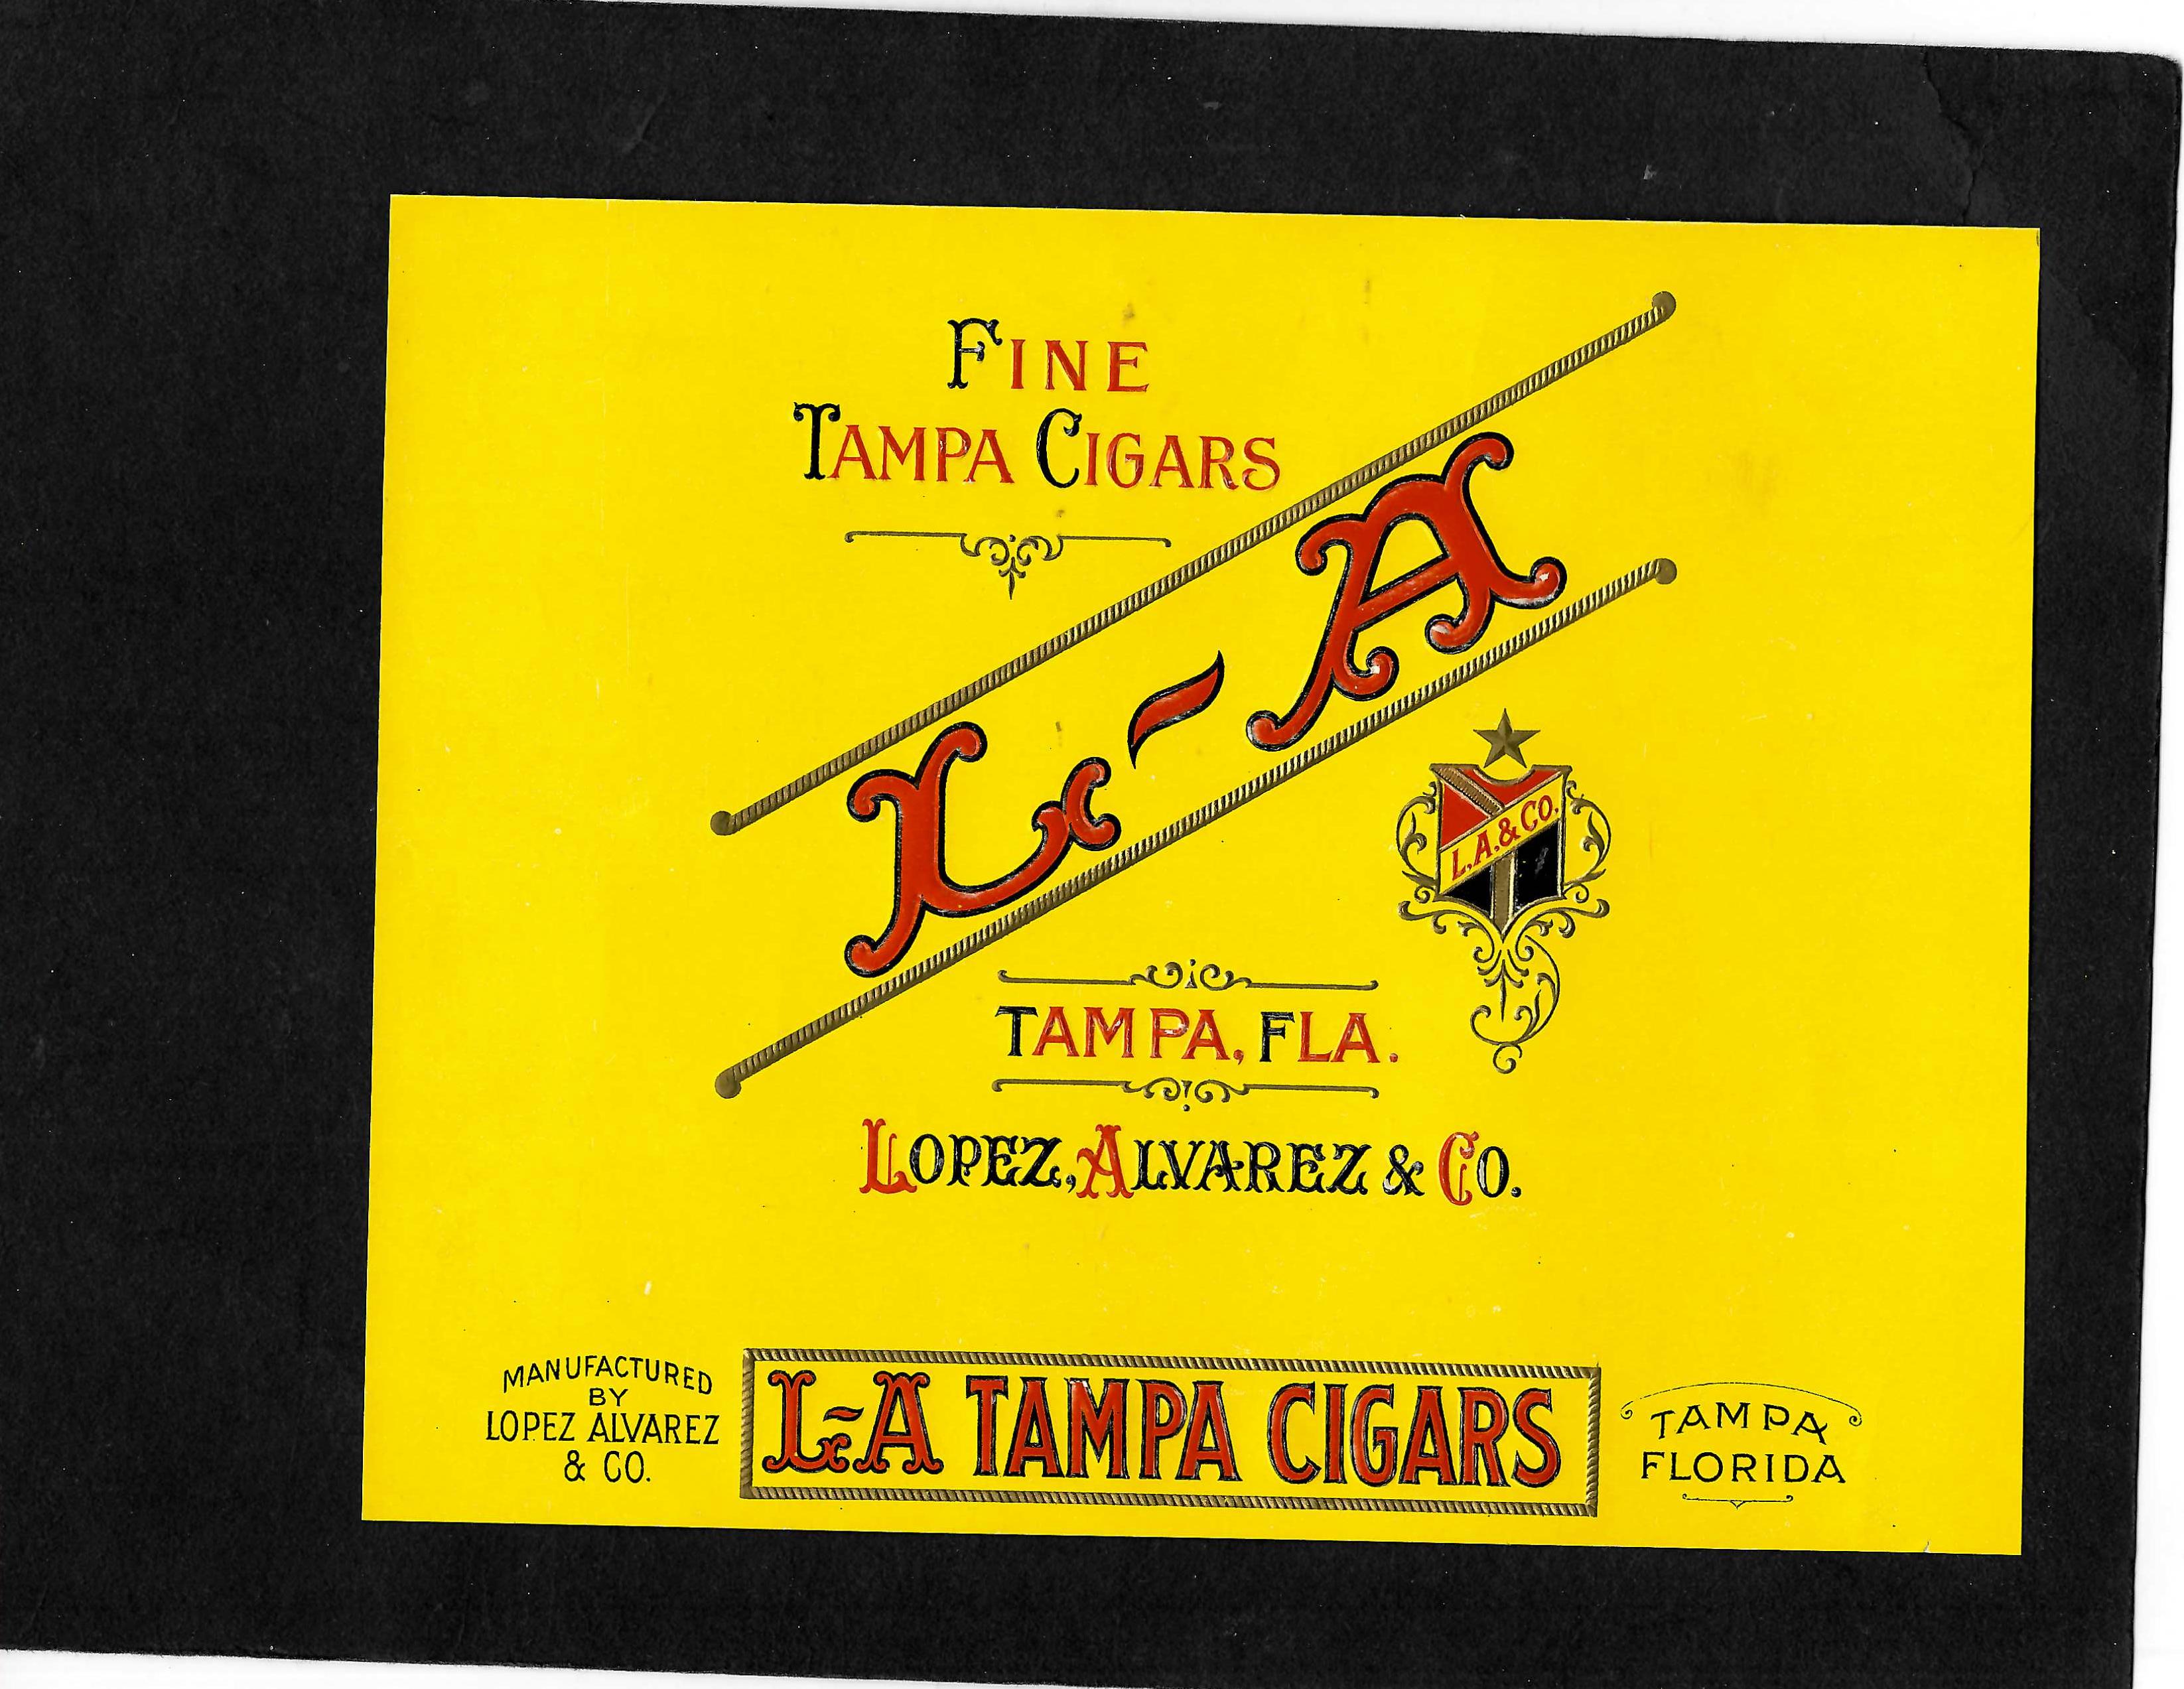 FINE
TAMPA CIGARS
L-A
L.A.&CO.
TAMPA, FLA.
LOPEZ, ALVAREZ & CO.
MANUFACTURED
BY
LOPEZ ALVAREZ
& CO.
L-A TAMPA CIGARS
TAMPA
FLORIDA